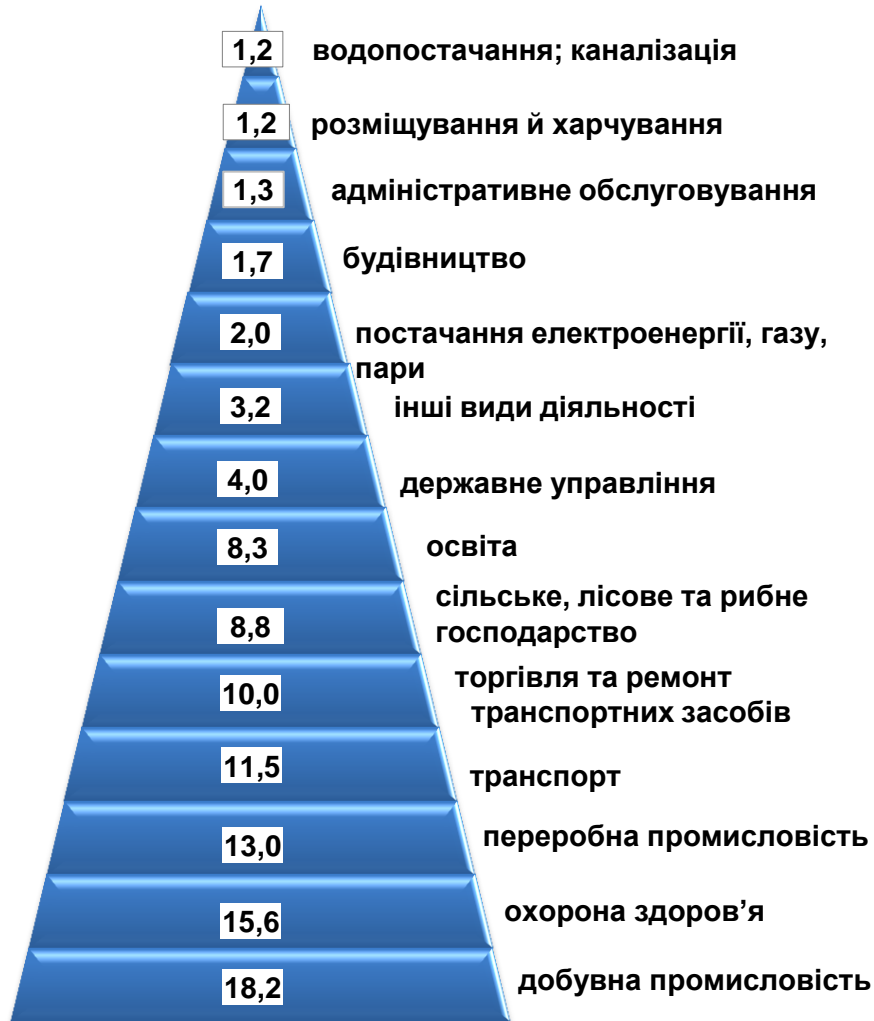 1,2 водопостачання; каналізація
1,2 розміщування й харчування
1,3 адміністративне обслуговування
1,7 будівництво
2,0 постачання електроенергії, газу,
пари
3,2 інші види діяльності
4,0 державне управління
8,3 освіта
8,8 сільське, лісове та рибне
господарство
10,0 торгівля та ремонт
транспортних засобів
11,5 транспорт
13,0 переробна промисловість
15,6 охорона здоров’я
18,2 добувна промисловість